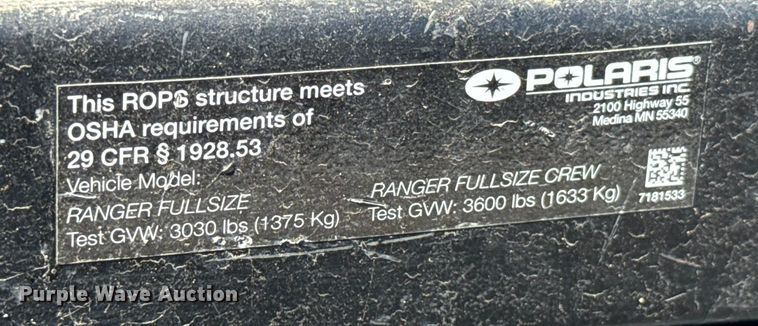 This ROPS structure meets
OSHA requirements of
29 CFR § 1928.53
Vehicle Model:
RANGER FULLSIZE
Test GVW: 3030 lbs (1375 Kg)
RANGER FULLSIZE CREW
Test GVW: 3600 lbs (1633 Kg)
POLARIS®
INDUSTRIES INC
2100 Highway 55
Medina MN 55340
7181533
Purple Wave Auction